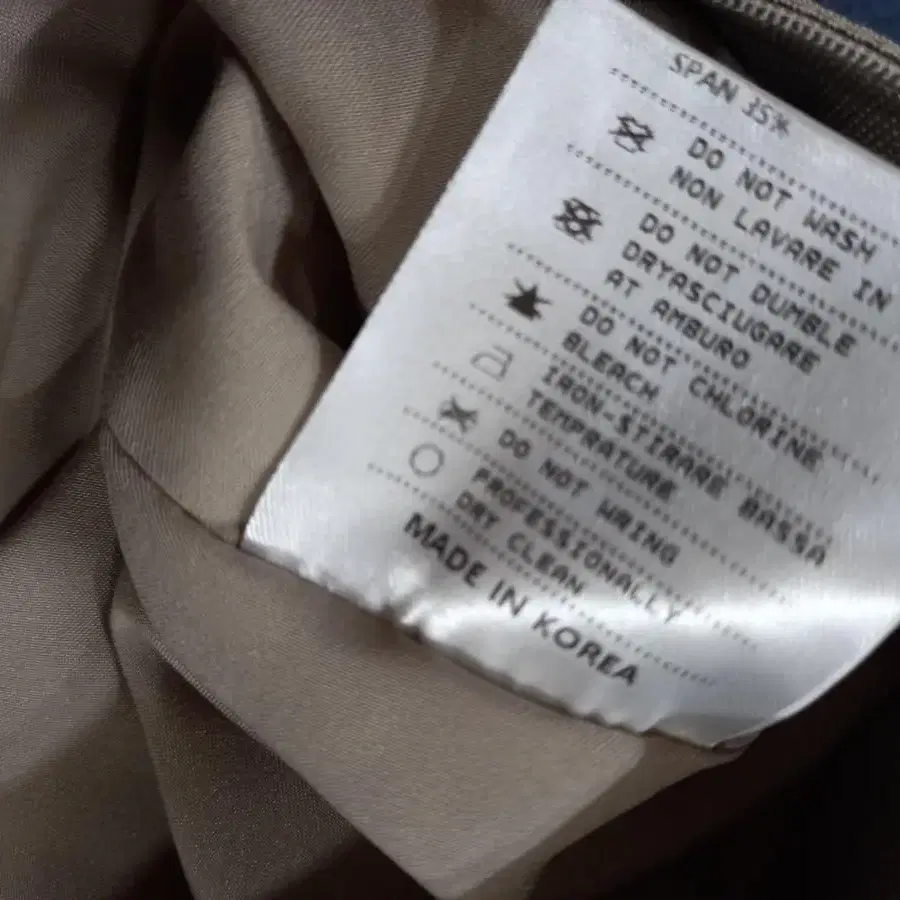 SPAN 15%
DO NOT WASH
NON LAVARE IN
DO NOT DUMBLE
DRYASCIUGARE
AT AMBURO
DO NOT CHLORINE
BLEACH
IRON-STIRARE BASSA
TEMPRATURE
DO NOT WRING
PROFESSIONALLY
DRY CLEAN
MADE IN KOREA